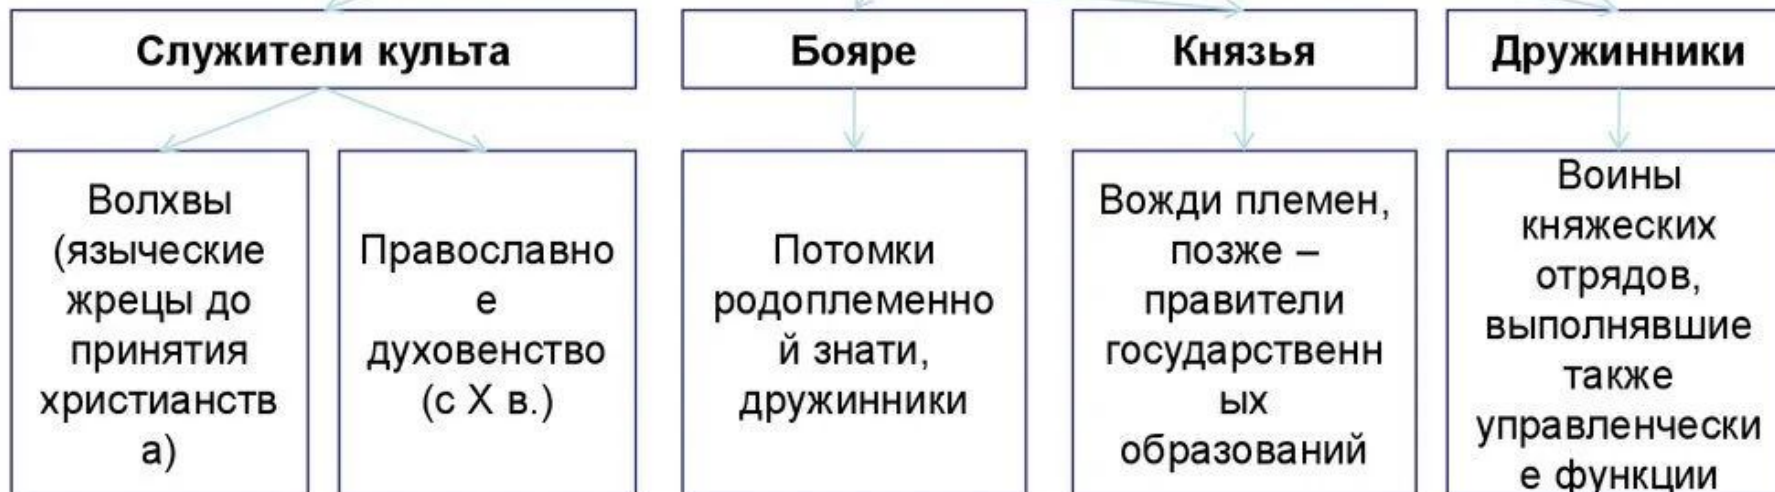 Служители культа
Бояре
Князья
Дружинники
Волхвы
(языческие
жрецы до
принятия
христианств
а)
Православно
е
духовенство
(с X в.)
Потомки
родоплеменно
й знати,
дружинники
Вожди племен,
позже –
правители
государственн
ых
образований
Воины
княжеских
отрядов,
выполнявшие
также
управленчески
е функции